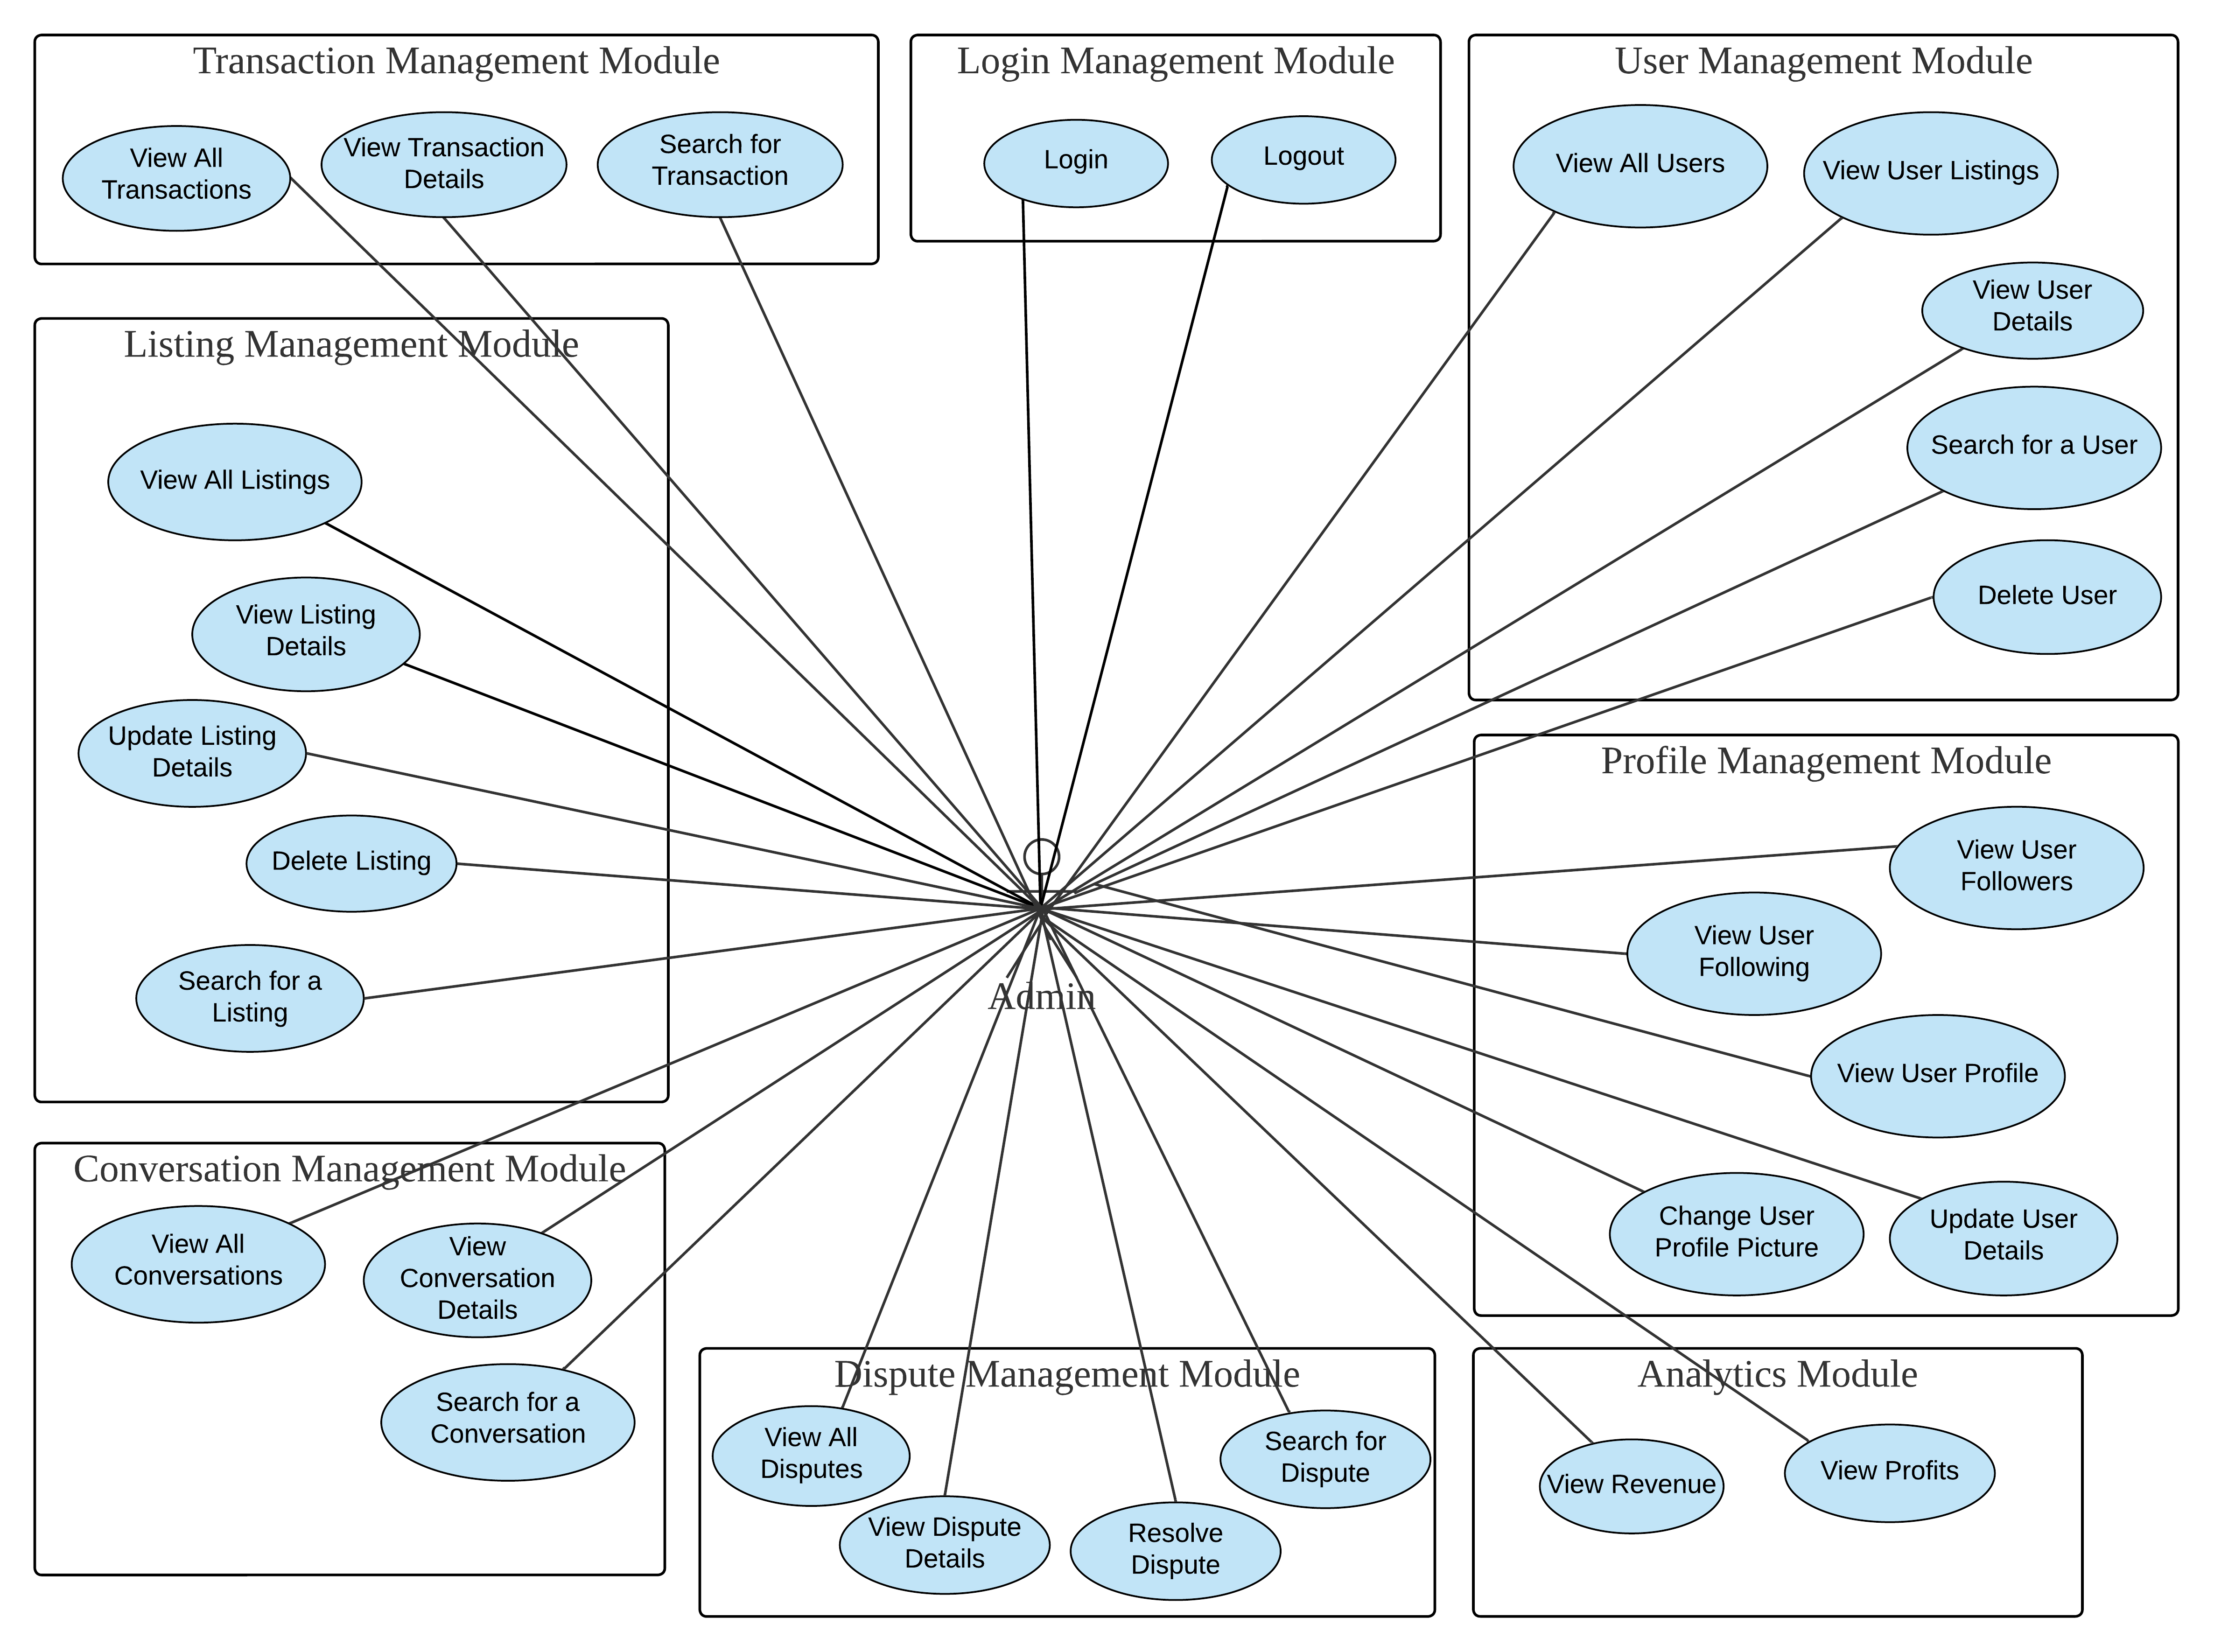 Transaction Management Module
View All
Transactions
View Transaction
Details
Search for
Transaction
Login Management Module
Login
Logout
User Management Module
View All Users
View User Listings
View User
Details
Search for a User
Delete User
Listing Management Module
View All Listings
View Listing
Details
Update Listing
Details
Delete Listing
Search for a
Listing
Admin
Profile Management Module
View User
Followers
View User
Following
View User Profile
Change User
Profile Picture
Update User
Details
Conversation Management Module
View All
Conversations
View
Conversation
Details
Search for a
Conversation
Dispute Management Module
View All
Disputes
View Dispute
Details
Resolve
Dispute
Search for
Dispute
Analytics Module
View Revenue
View Profits